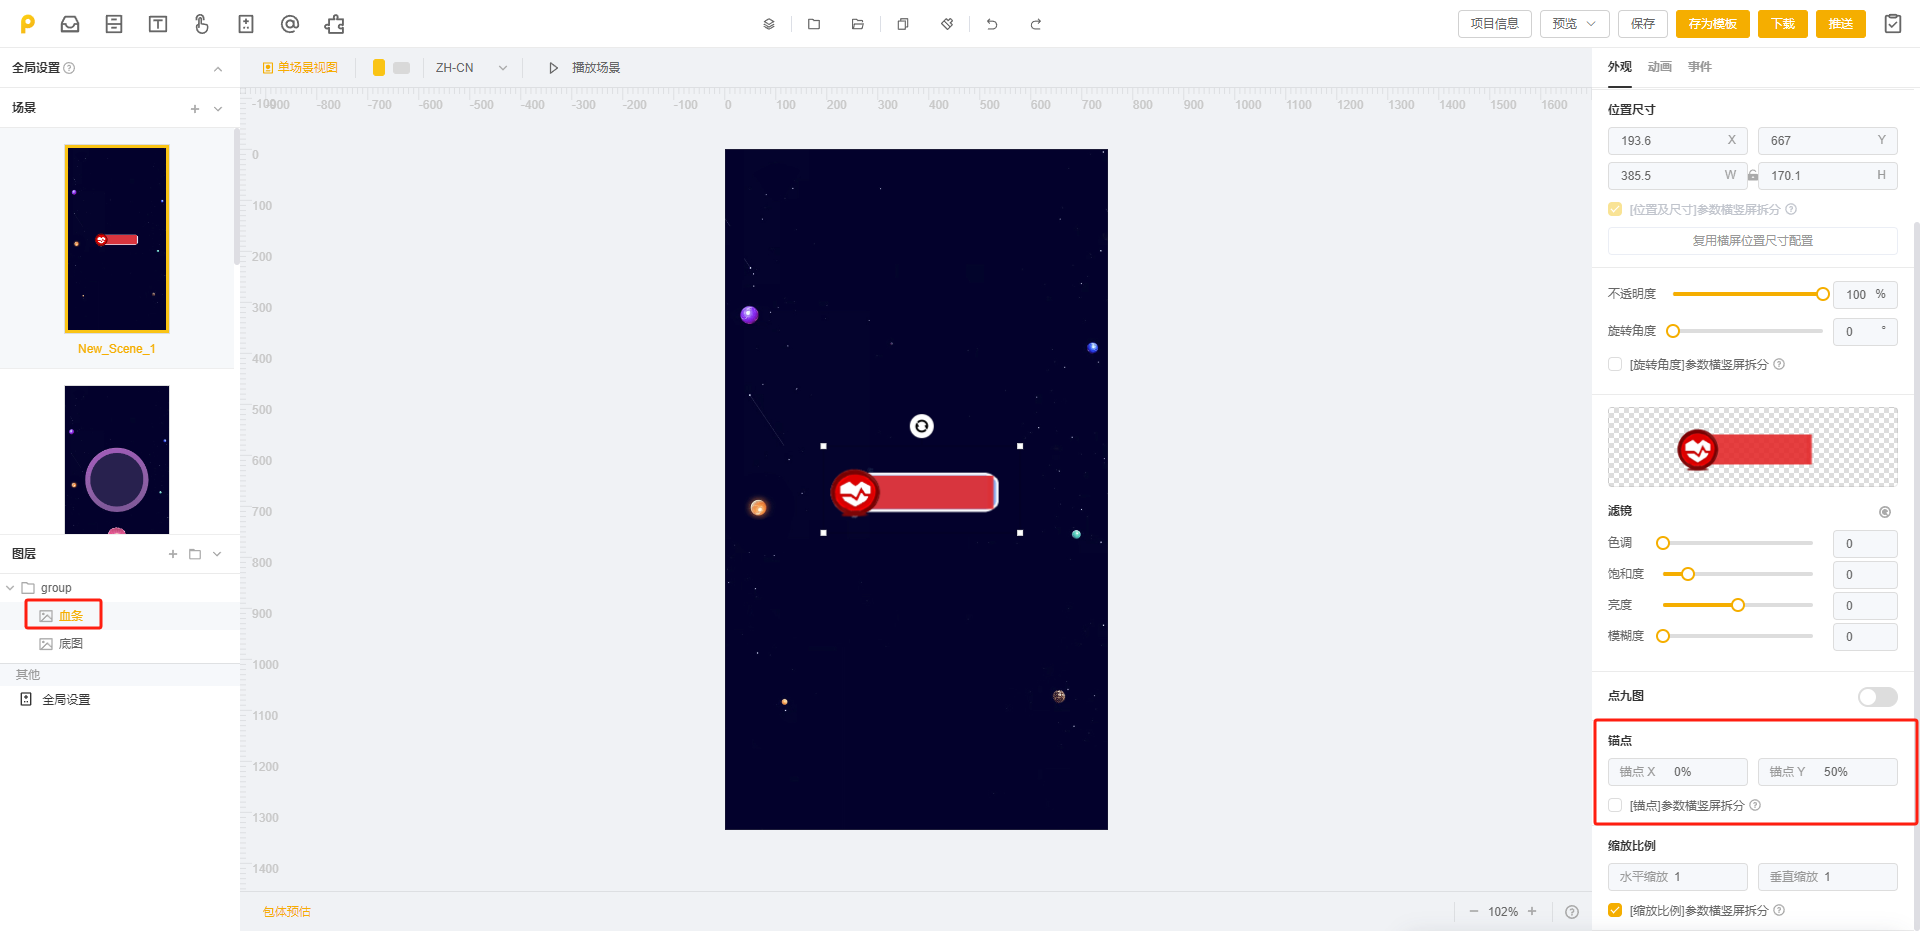 项目信息
预览
保存
存为模板
下载
推送
全局设置
单场景视图
ZH-CN
播放场景
外观 动画 事件
场景
-100 -900 -800 -700 -600 -500 -400 -300 -200 -100 0 100 200 300 400 500 600 700 800 900 1000 1100 1200 1300 1400 1500 1600
0
100
200
300
400
500
600
700
800
900
1000
1100
1200
1300
1400
New_Scene_1
图层
group
血条
底图
其他
全局设置
包体预估
102%
位置尺寸
193.6 X 667 Y
385.5 W 170.1 H
[位置及尺寸]参数横竖屏拆分
复用横屏位置尺寸配置
不透明度 100 %
旋转角度 0 °
[旋转角度]参数横竖屏拆分
滤镜
色调 0
饱和度 0
亮度 0
模糊度 0
点九图
锚点
锚点 X 0% 锚点 Y 50%
[锚点]参数横竖屏拆分
缩放比例
水平缩放 1 垂直缩放 1
[缩放比例]参数横竖屏拆分